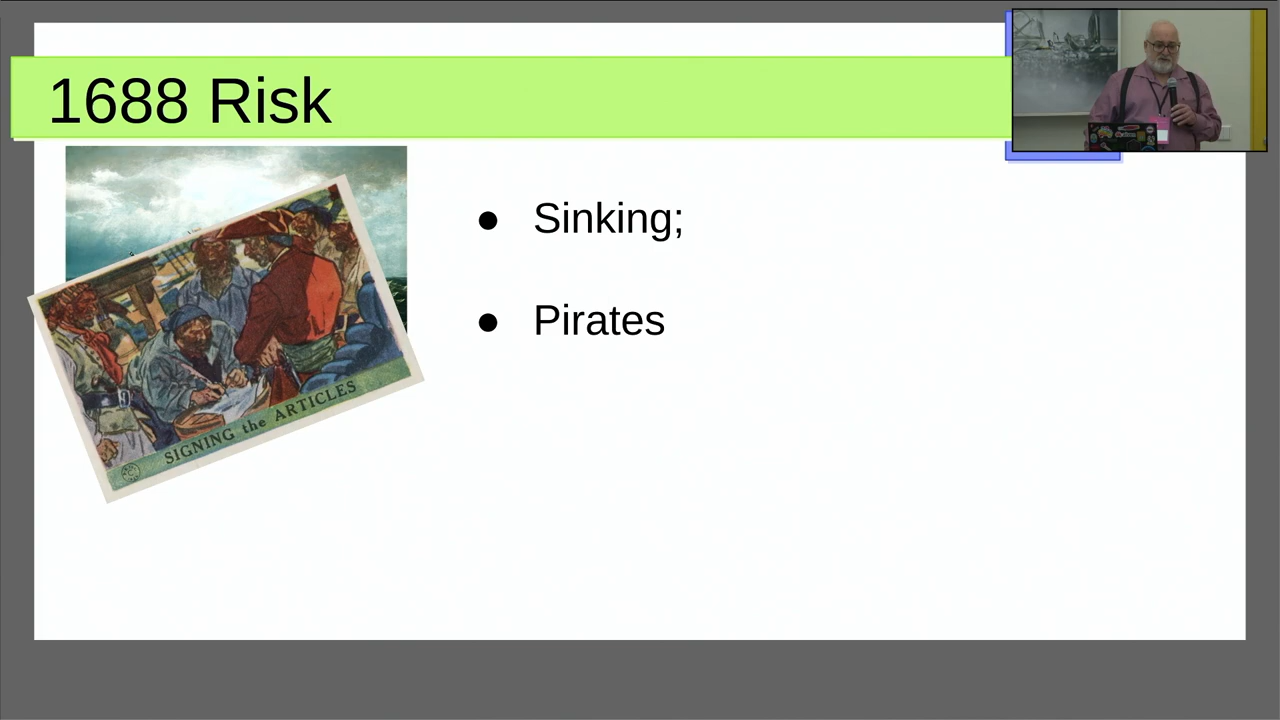 1688 Risk
● Sinking;
● Pirates
SIGNING the ARTICLES